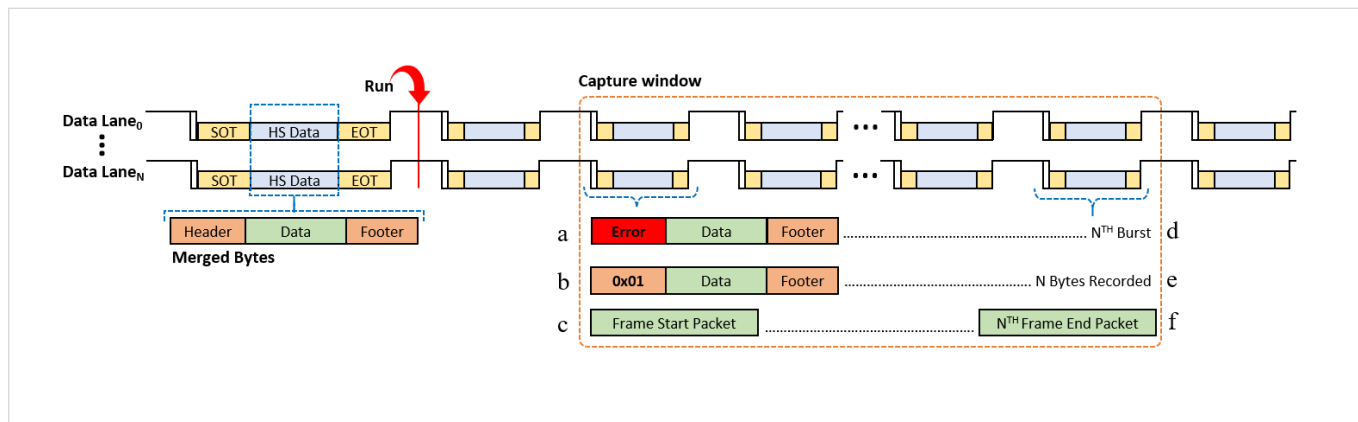 Run
Capture window
Data Lane0
SOT HS Data EOT
Data LaneN
SOT HS Data EOT
Header Data Footer
Merged Bytes
a Error Data Footer ........ NTH Burst d
b 0x01 Data Footer ........ N Bytes Recorded e
c Frame Start Packet ........ NTH Frame End Packet f